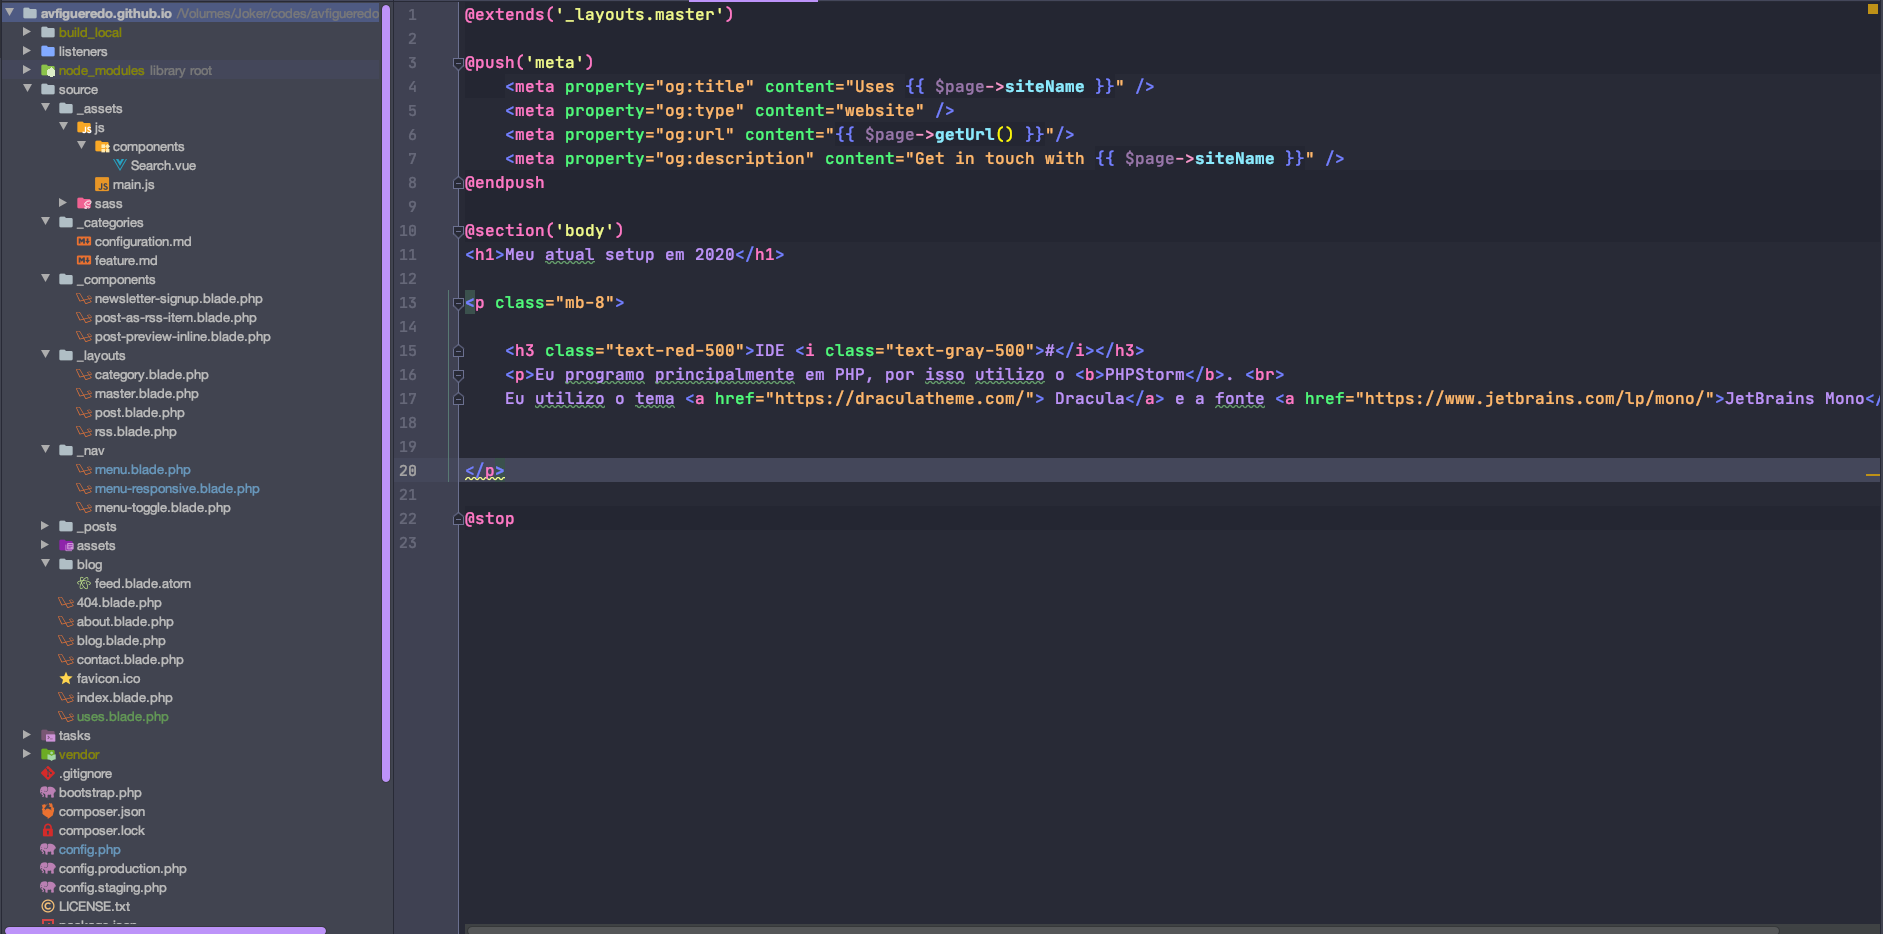 avfigueredo.github.io /Volumes/Joker/codes/avfigueredo
build_local
listeners
node_modules library root
source
_assets
js
components
Search.vue
main.js
sass
_categories
configuration.md
feature.md
_components
newsletter-signup.blade.php
post-as-rss-item.blade.php
post-preview-inline.blade.php
_layouts
category.blade.php
master.blade.php
post.blade.php
rss.blade.php
_nav
menu.blade.php
menu-responsive.blade.php
menu-toggle.blade.php
_posts
assets
blog
feed.blade.atom
404.blade.php
about.blade.php
blog.blade.php
contact.blade.php
favicon.ico
index.blade.php
uses.blade.php
tasks
vendor
.gitignore
bootstrap.php
composer.json
composer.lock
config.php
config.production.php
config.staging.php
LICENSE.txt
1 @extends('_layouts.master')
2
3 @push('meta')
4 <meta property="og:title" content="Uses {{ $page->siteName }}" />
5 <meta property="og:type" content="website" />
6 <meta property="og:url" content="{{ $page->getUrl() }}"/>
7 <meta property="og:description" content="Get in touch with {{ $page->siteName }}" />
8 @endpush
9
10 @section('body')
11 <h1>Meu atual setup em 2020</h1>
12
13 <p class="mb-8">
14
15 <h3 class="text-red-500">IDE <i class="text-gray-500">#</i></h3>
16 <p>Eu programo principalmente em PHP, por isso utilizo o <b>PHPStorm</b>. <br>
17 Eu utilizo o tema <a href="https://draculatheme.com/"> Dracula</a> e a fonte <a href="https://www.jetbrains.com/lp/mono/">JetBrains Mono</
18
19
20 </p>
21
22 @stop
23